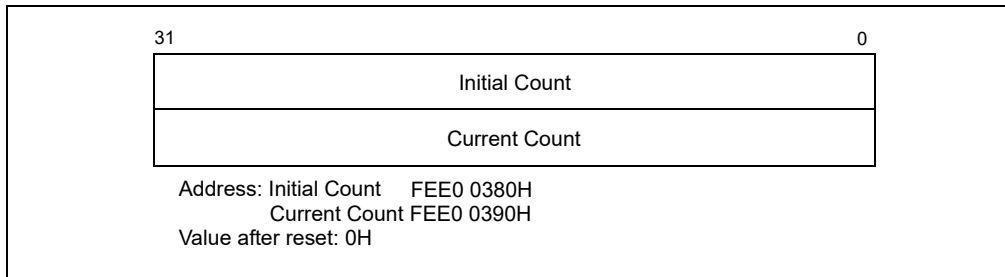 31 0
Initial Count
Current Count
Address: Initial Count FEE0 0380H
Current Count FEE0 0390H
Value after reset: 0H